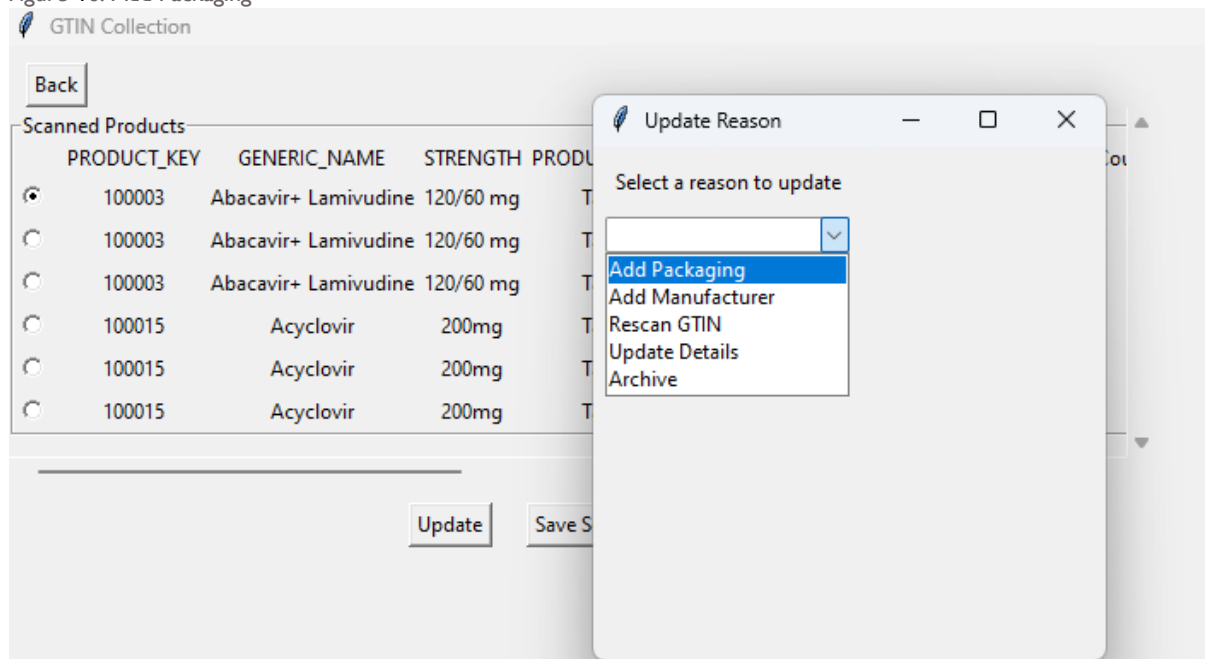 GTIN Collection
Back
Scanned Products
PRODUCT_KEY GENERIC_NAME STRENGTH PRODU
100003 Abacavir+ Lamivudine 120/60 mg
100003 Abacavir+ Lamivudine 120/60 mg
100003 Abacavir+ Lamivudine 120/60 mg
100015 Acyclovir 200mg
100015 Acyclovir 200mg
100015 Acyclovir 200mg
Update Save S
Update Reason
Select a reason to update
Add Packaging
Add Manufacturer
Rescan GTIN
Update Details
Archive